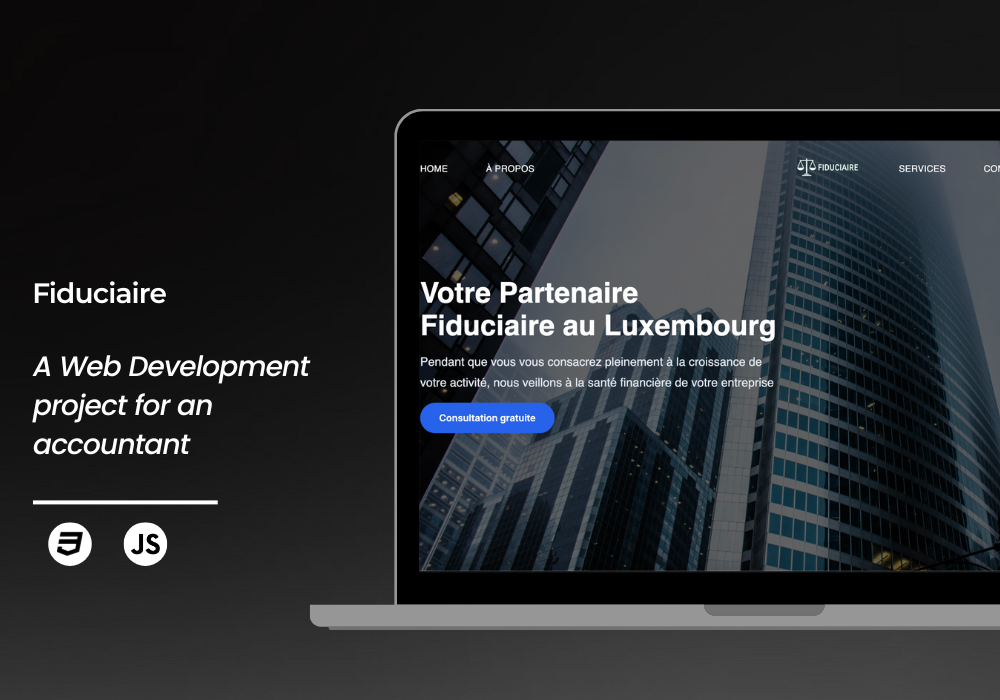 Fiduciaire
A Web Development
project for an
accountant
JS
HOME
À PROPOS
FIDUCIAIRE
SERVICES
Votre Partenaire
Fiduciaire au Luxembourg
Pendant que vous vous consacrez pleinement à la croissance de
votre activité, nous veillons à la santé financière de votre entreprise
Consultation gratuite